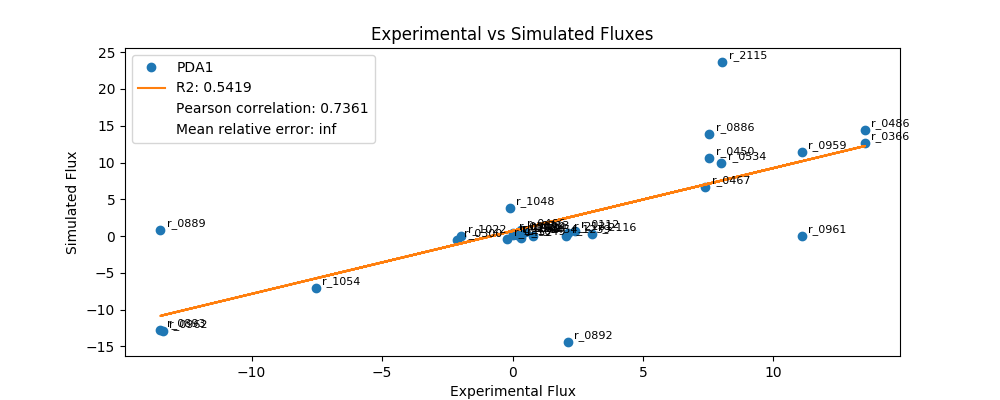 Experimental vs Simulated Fluxes
PDA1
R2: 0.5419
Pearson correlation: 0.7361
Mean relative error: inf
25
20
15
10
5
0
−5
−10
−15
Simulated Flux
r_2115
r_0886
r_0486
r_0366
r_0450
r_0959
r_0534
r_0467
r_1048
r_0889
r_0112
r_1022
r_0300
r_0961
r_1054
r_0962
r_0892
−10
−5
0
5
10
Experimental Flux